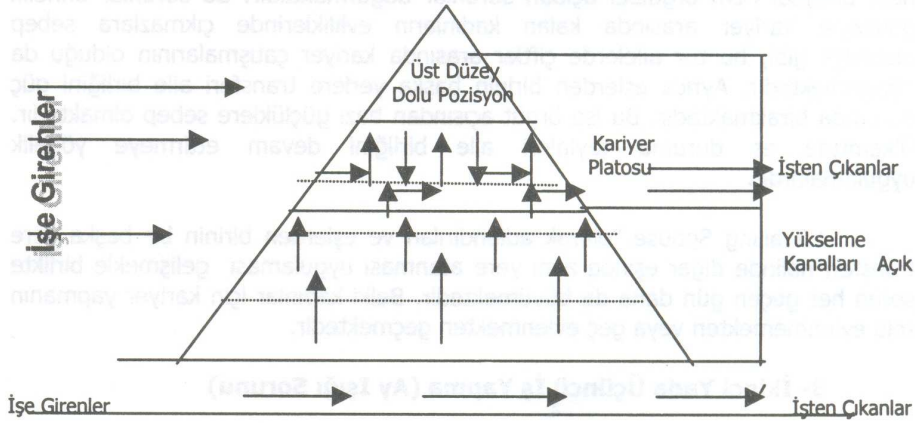 Üst Düzey
Dolu Pozisyon
İşe Girenler
Kariyer
Platosu
İşten Çıkanlar
Yükselme
Kanalları Açık
İşe Girenler
İşten Çıkanlar